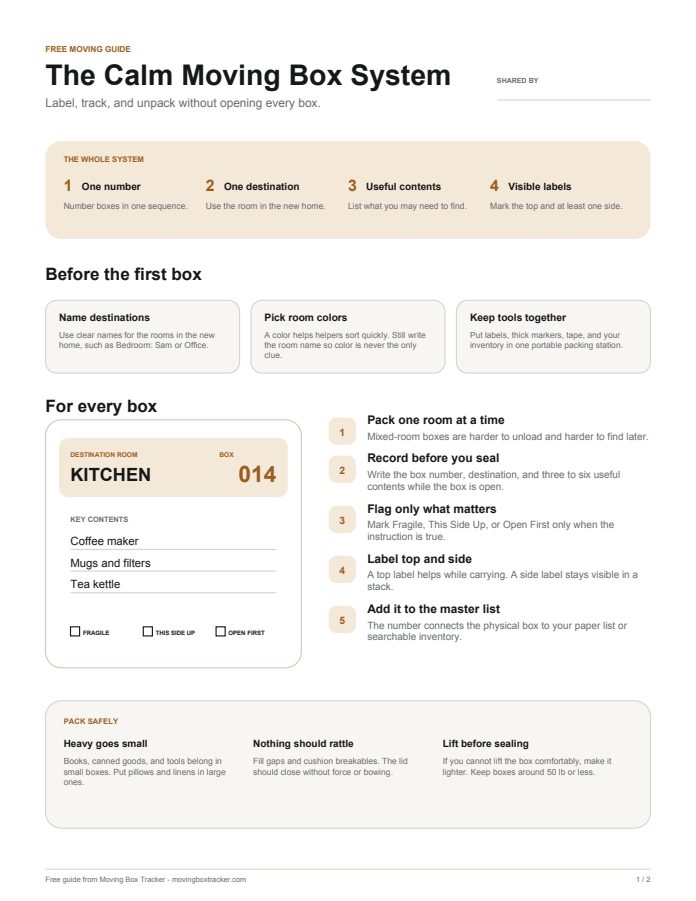 FREE MOVING GUIDE
The Calm Moving Box System
SHARED BY
Label, track, and unpack without opening every box.
THE WHOLE SYSTEM
1 One number
Number boxes in one sequence.
2 One destination
Use the room in the new home.
3 Useful contents
List what you may need to find.
4 Visible labels
Mark the top and at least one side.
Before the first box
Name destinations
Use clear names for the rooms in the new
home, such as Bedroom: Sam or Office.
Pick room colors
A color helps helpers sort quickly. Still write
the room name so color is never the only
clue.
Keep tools together
Put labels, thick markers, tape, and your
inventory in one portable packing station.
For every box
DESTINATION ROOM
KITCHEN
BOX
014
KEY CONTENTS
Coffee maker
Mugs and filters
Tea kettle
FRAGILE
THIS SIDE UP
OPEN FIRST
1
Pack one room at a time
Mixed-room boxes are harder to unload and harder to find later.
2
Record before you seal
Write the box number, destination, and three to six useful
contents while the box is open.
3
Flag only what matters
Mark Fragile, This Side Up, or Open First only when the
instruction is true.
4
Label top and side
A top label helps while carrying. A side label stays visible in a
stack.
5
Add it to the master list
The number connects the physical box to your paper list or
searchable inventory.
PACK SAFELY
Heavy goes small
Books, canned goods, and tools belong in
small boxes. Put pillows and linens in large
ones.
Nothing should rattle
Fill gaps and cushion breakables. The lid
should close without force or bowing.
Lift before sealing
If you cannot lift the box comfortably, make it
lighter. Keep boxes around 50 lb or less.
Free guide from Moving Box Tracker - movingboxtracker.com
1 / 2